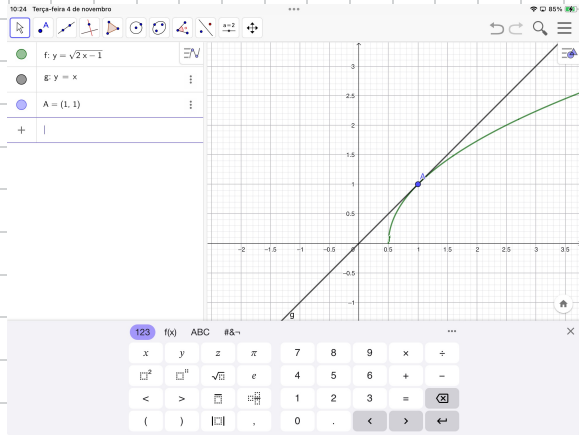 10:24 Terça-feira 4 de novembro
85%
a=2
f: y = √(2 x − 1)
g: y = x
A = (1, 1)
+
3
2.5
2
1.5
1
0.5
−2 −1.5 −1 −0.5 0 0.5 1 1.5 2 2.5 3 3.5
−0.5
−1
A
f
g
123 f(x) ABC #&¬
x y z π 7 8 9 × ÷
e 4 5 6 + −
< > 1 2 3 =
( ) , 0 . < >